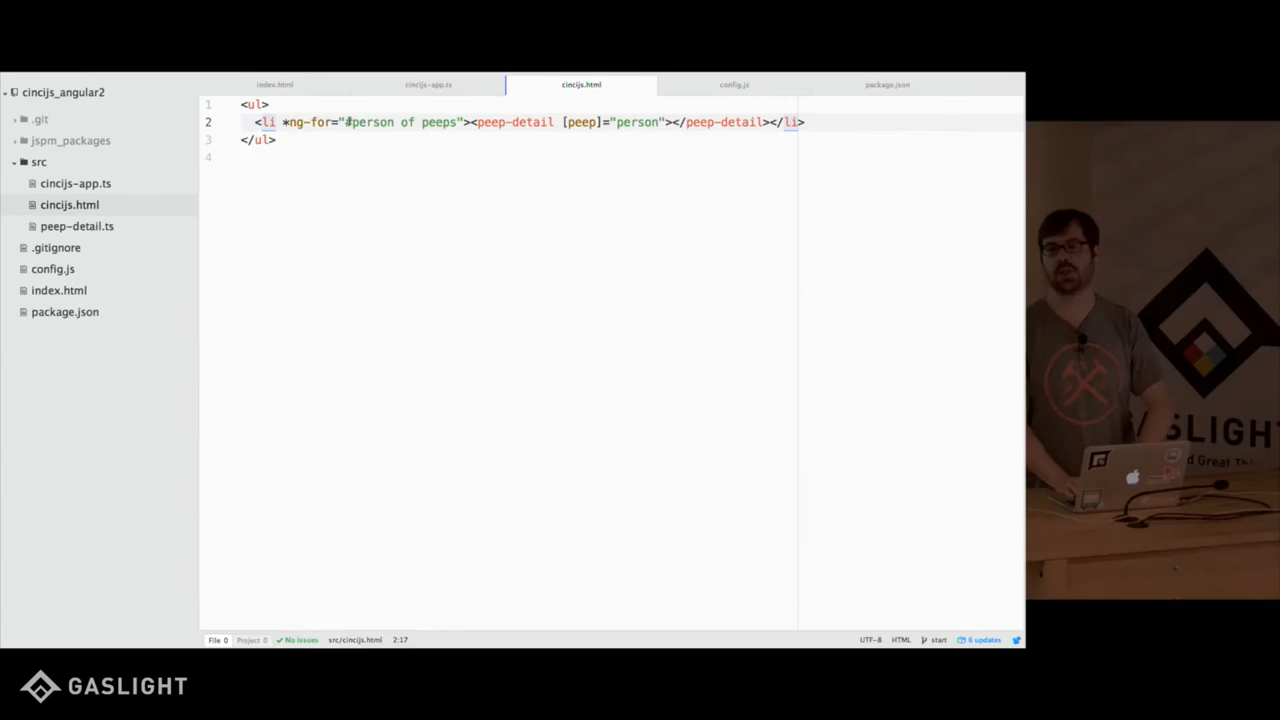 cincijs_angular2
.git
jspm_packages
src
cincijs-app.ts
cincijs.html
peep-detail.ts
.gitignore
config.js
index.html
package.json
index.html
cincijs-app.ts
cincijs.html
config.js
package.json
1 <ul>
2 <li *ng-for="#person of peeps"><peep-detail [peep]="person"></peep-detail></li>
3 </ul>
4
File 0 Project 0 No Issues src/cincijs.html 2:17
UTF-8 HTML start 6 updates
GASLIGHT
d Great Thi
GASLIGHT